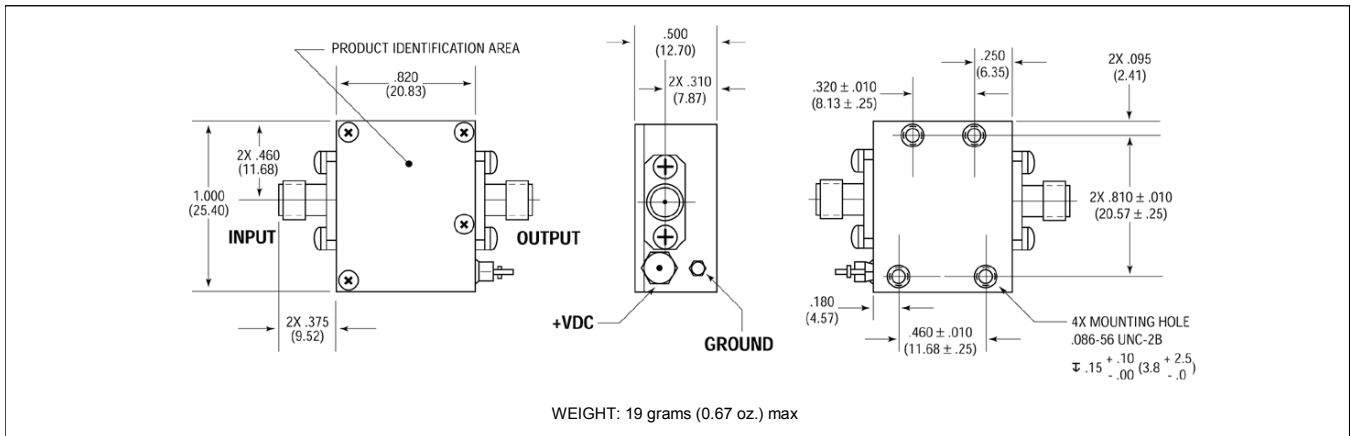 PRODUCT IDENTIFICATION AREA
.820
(20.83)
2X .460
(11.68)
1.000
(25.40)
INPUT
OUTPUT
2X .375
(9.52)
.500
(12.70)
2X .310
(7.87)
+VDC
GROUND
.250
(6.35)
2X .095
(2.41)
.320 ± .010
(8.13 ± .25)
2X .810 ± .010
(20.57 ± .25)
.180
(4.57)
.460 ± .010
(11.68 ± .25)
4X MOUNTING HOLE
.086-56 UNC-2B
↧ .15 + .10 - .00 (3.8 + 2.5 - .0 )
WEIGHT: 19 grams (0.67 oz.) max